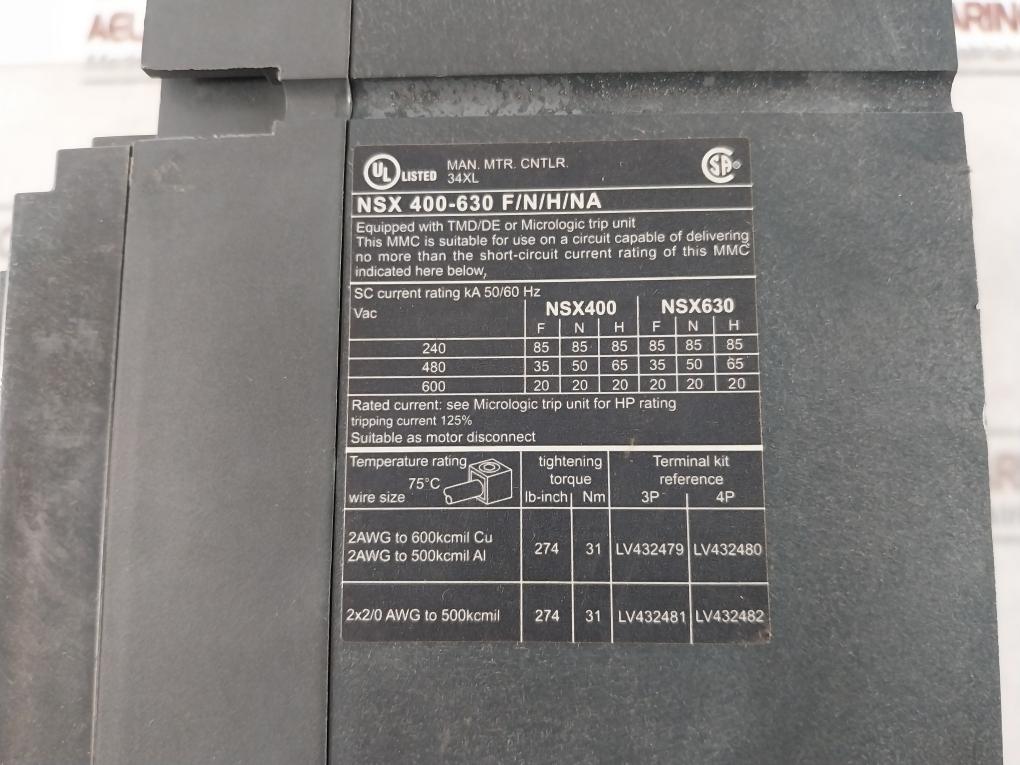 AEL
ARING
UL LISTED MAN. MTR. CNTLR.
34XL
SA
NSX 400-630 F/N/H/NA
Equipped with TMD/DE or Micrologic trip unit
This MMC is suitable for use on a circuit capable of delivering
no more than the short-circuit current rating of this MMC
indicated here below,
SC current rating kA 50/60 Hz
Vac NSX400 NSX630
F N H F N H
240 85 85 85 85 85 85
480 35 50 65 35 50 65
600 20 20 20 20 20 20
Rated current: see Micrologic trip unit for HP rating
tripping current 125%
Suitable as motor disconnect
Temperature rating tightening Terminal kit
75°C torque reference
wire size lb-inch Nm 3P 4P
2AWG to 600kcmil Cu
2AWG to 500kcmil Al 274 31 LV432479 LV432480
2x2/0 AWG to 500kcmil 274 31 LV432481 LV432482